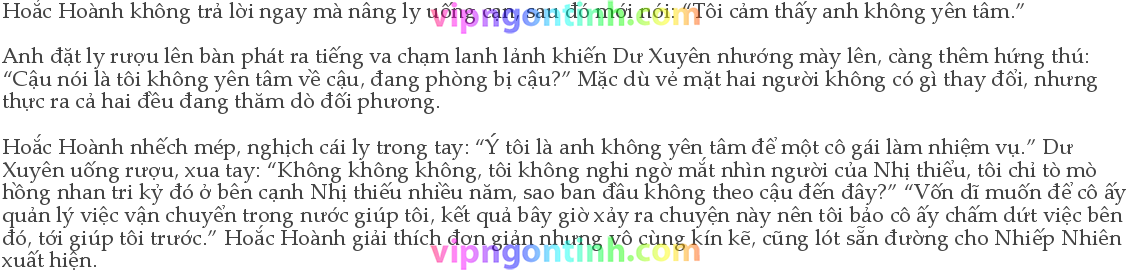 Hoắc Hoành không trả lời ngay mà nâng ly uống cạn, sau đó mới nói: “Tôi cảm thấy anh không yên tâm.”
vipngontinh.com
Anh đặt ly rượu lên bàn phát ra tiếng va chạm lanh lảnh khiến Dư Xuyên nhướng mày lên, càng thêm hứng thú:
“Cậu nói là tôi không yên tâm về cậu, đang phòng bị cậu?” Mặc dù vẻ mặt hai người không có gì thay đổi, nhưng
thực ra cả hai đều đang thăm dò đối phương.
Hoắc Hoành nhếch mép, nghịch cái ly trong tay: “Ý tôi là anh không yên tâm để một cô gái làm nhiệm vụ.” Dư
Xuyên uống rượu, xua tay: “Không không không, tôi không nghi ngờ mắt nhìn người của Nhị thiểu, tôi chỉ tò mò
hồng nhan tri kỷ đó ở bên cạnh Nhị thiếu nhiều năm, sao ban đầu không theo cậu đến đây?” “Vốn dĩ muốn để cô ấy
quản lý việc vận chuyển trong nước giúp tôi, kết quả bây giờ xảy ra chuyện này nên tôi bảo cô ấy chấm dứt việc bên
đó, tới giúp tôi trước.” Hoắc Hoành giải thích đơn giản nhưng vô cùng kín kẽ, cũng lót sẵn đường cho Nhiếp Nhiên
xuất hiện.
vipngontinh.com